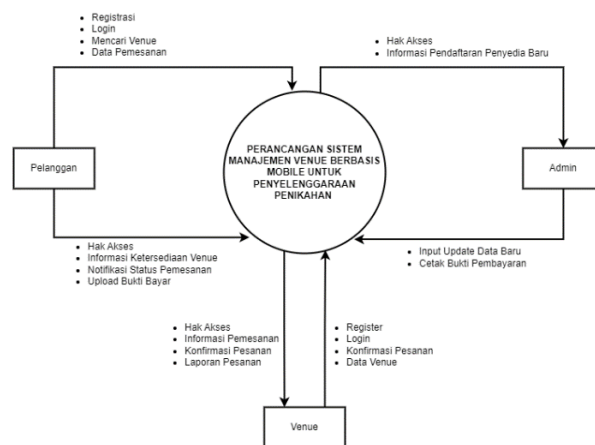 • Registrasi
• Login
• Mencari Venue
• Data Pemesanan
• Hak Akses
• Informasi Pendaftaran Penyedia Baru
Pelanggan
PERANCANGAN SISTEM
MANAJEMEN VENUE BERBASIS
MOBILE UNTUK
PENYELENGGARAAN
PENIKAHAN
Admin
• Hak Akses
• Informasi Ketersediaan Venue
• Notifikasi Status Pemesanan
• Upload Bukti Bayar
• Input Update Data Baru
• Cetak Bukti Pembayaran
• Hak Akses
• Informasi Pemesanan
• Konfirmasi Pesanan
• Laporan Pesanan
• Register
• Login
• Konfirmasi Pesanan
• Data Venue
Venue